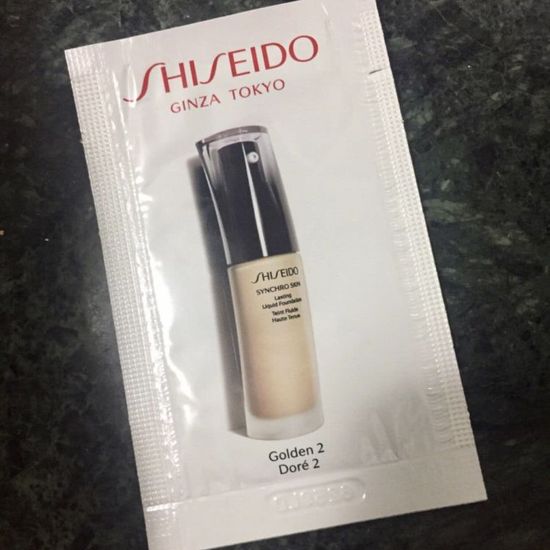 SHISEIDO
GINZA TOKYO
SHISEIDO
SYNCHRO SKIN
Lasting
Liquid Foundation
Teint Fluide
Haute Tenue
Golden 2
Doré 2